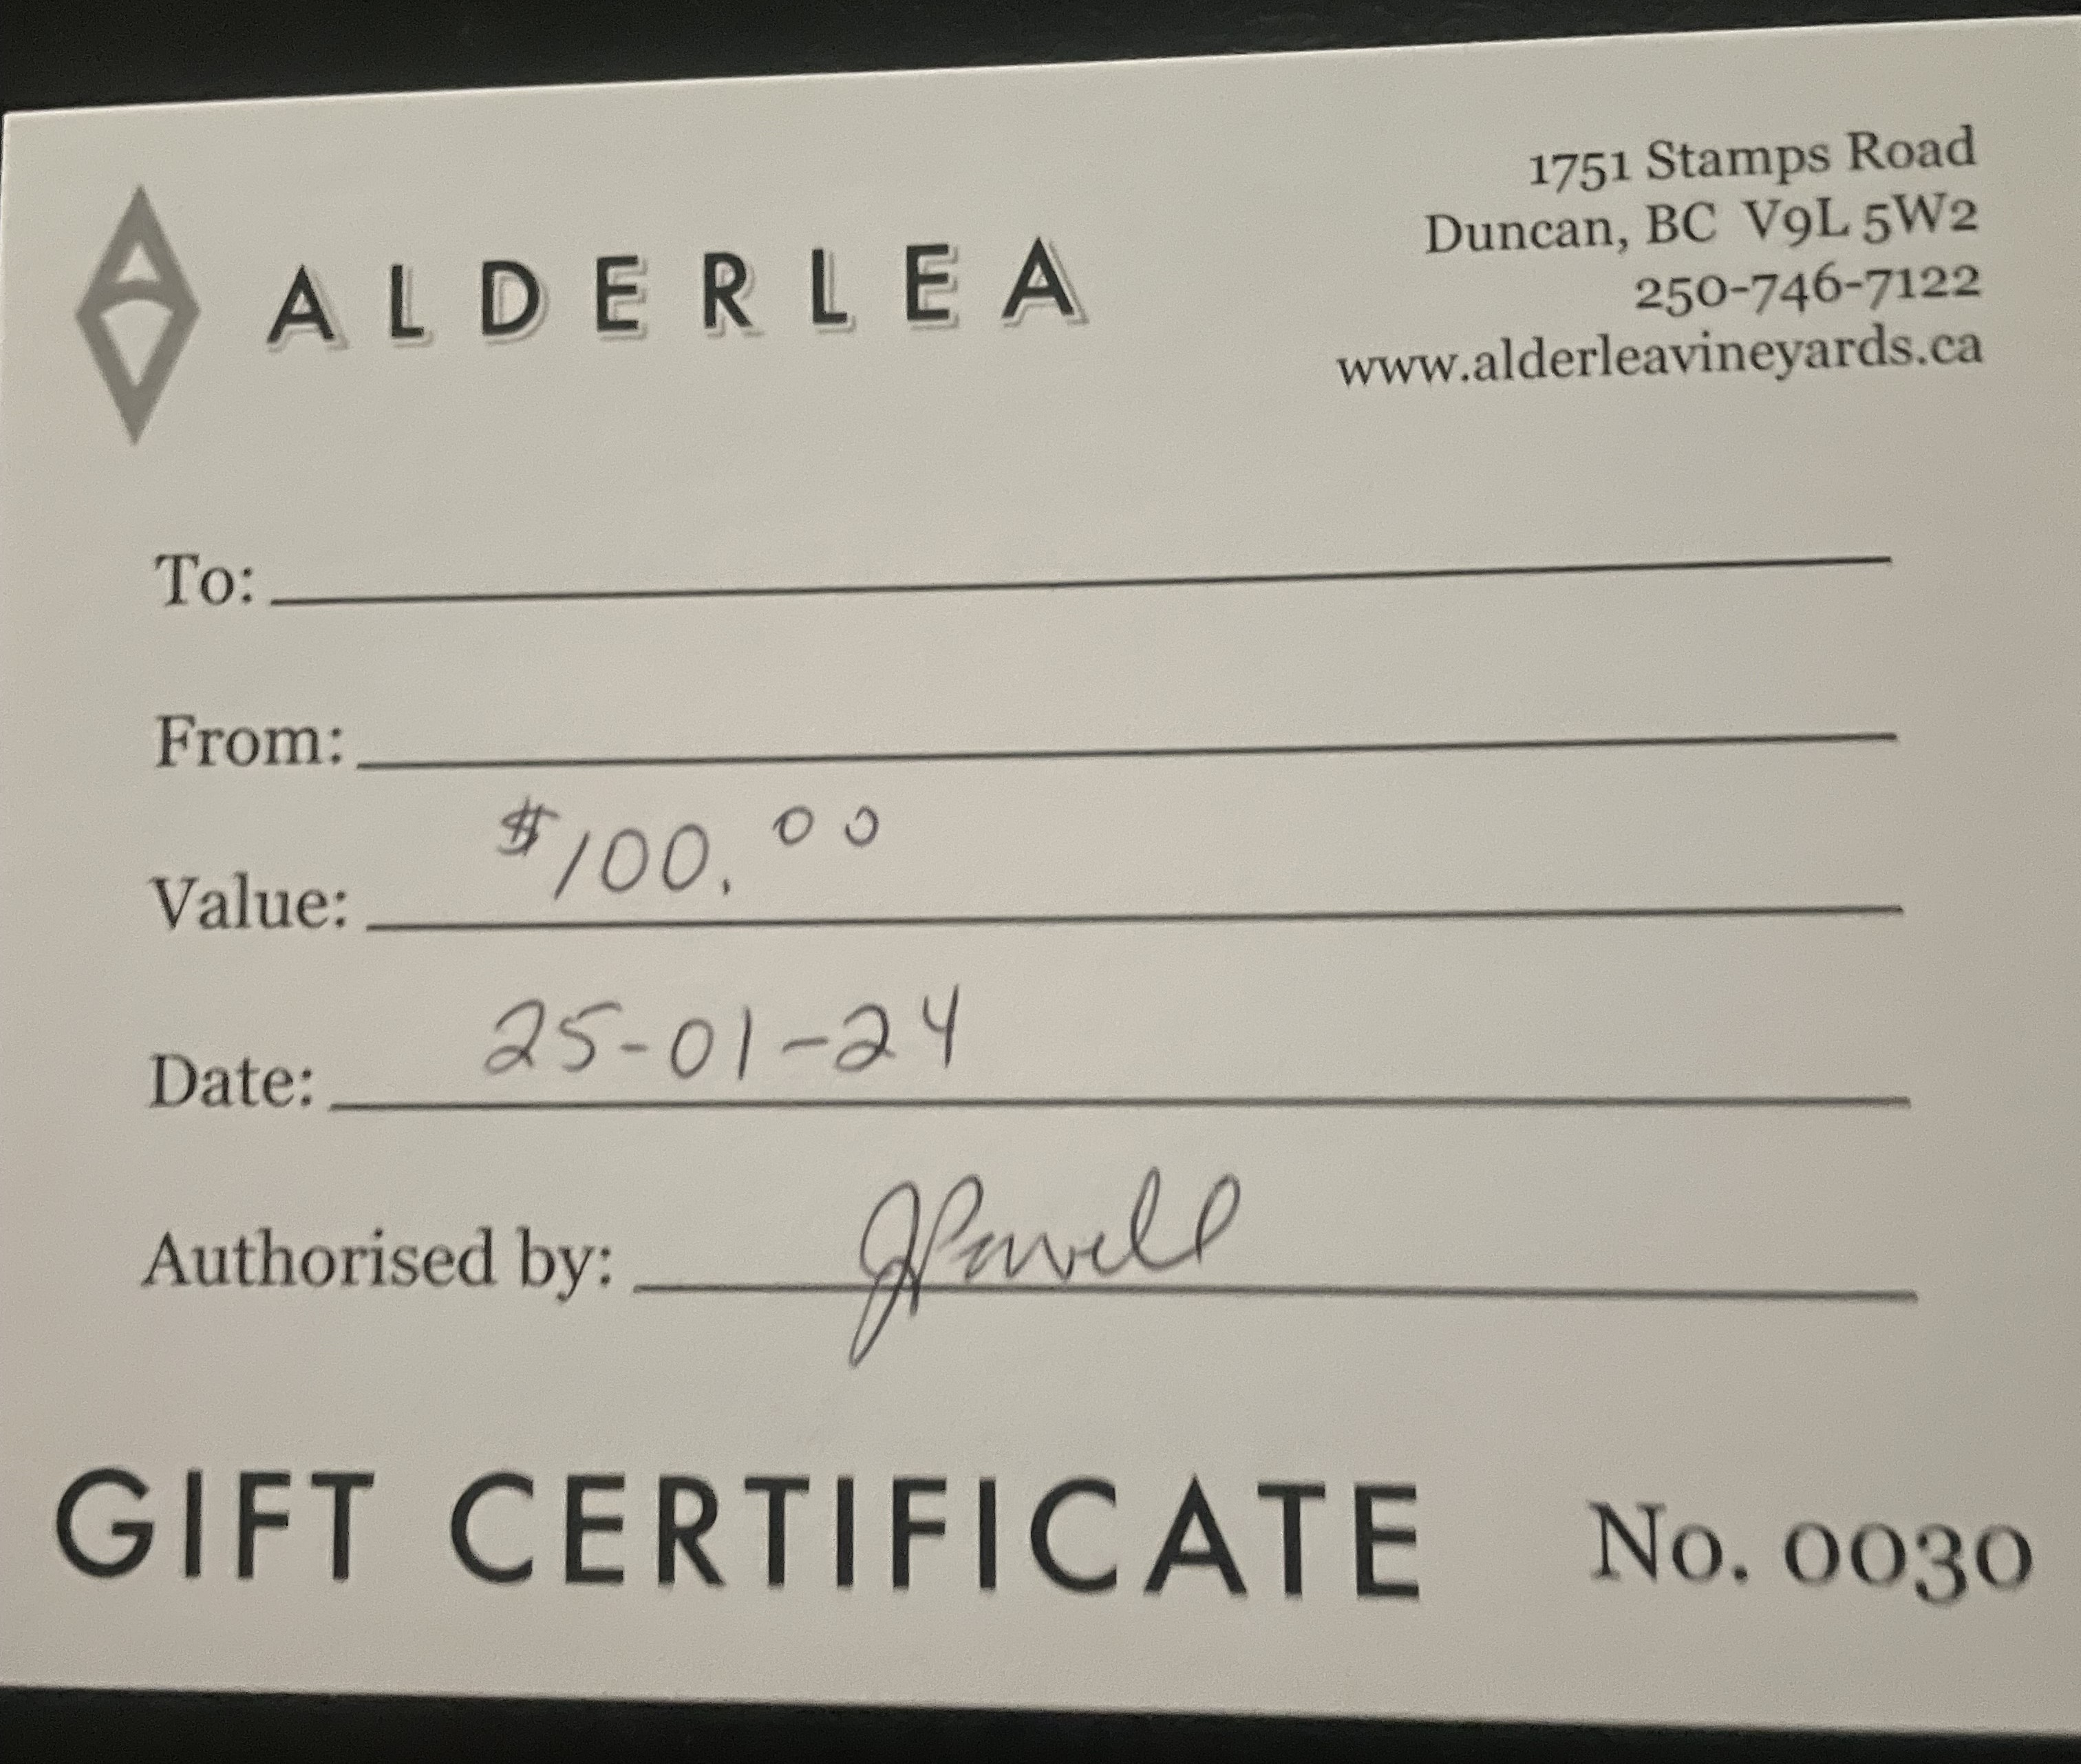 ALDERLEA
1751 Stamps Road
Duncan, BC V9L 5W2
250-746-7122
www.alderleavineyards.ca
To:
From:
Value: $100.00
Date: 25-01-24
Authorised by: JPowell
GIFT CERTIFICATE No. 0030